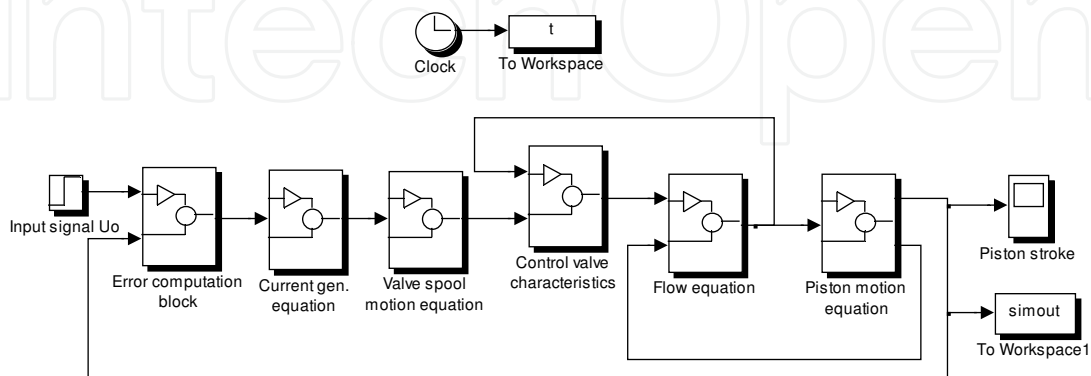 IntechOpen
t
Clock
To Workspace
Input signal Uo
Error computation
block
Current gen.
equation
Valve spool
motion equation
Control valve
characteristics
Flow equation
Piston motion
equation
Piston stroke
simout
To Workspace1